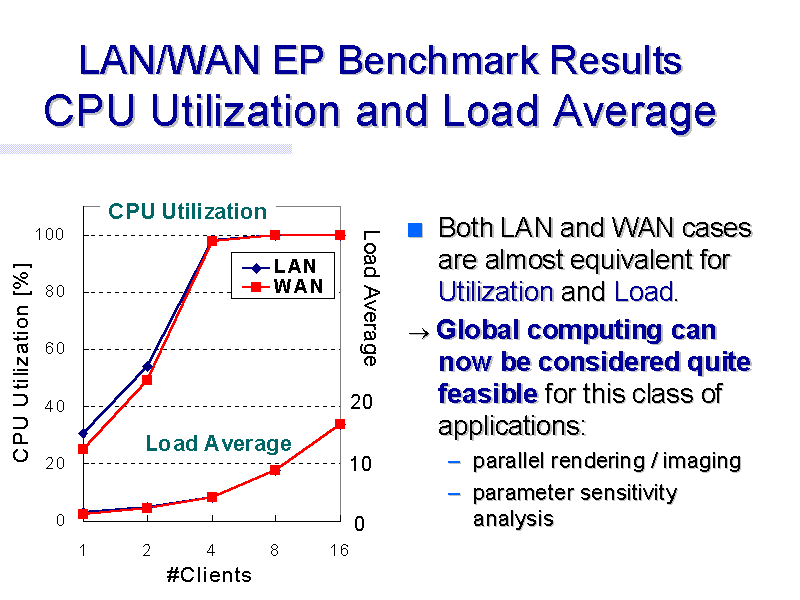 LAN/WAN EP Benchmark Results
CPU Utilization and Load Average
CPU Utilization
CPU Utilization [%]
100
80
60
40
20
0
LAN
WAN
Load Average
Load Average
20
10
0
1 2 4 8 16
#Clients
■ Both LAN and WAN cases
are almost equivalent for
Utilization and Load.
→ Global computing can
now be considered quite
feasible for this class of
applications:
– parallel rendering / imaging
– parameter sensitivity
analysis